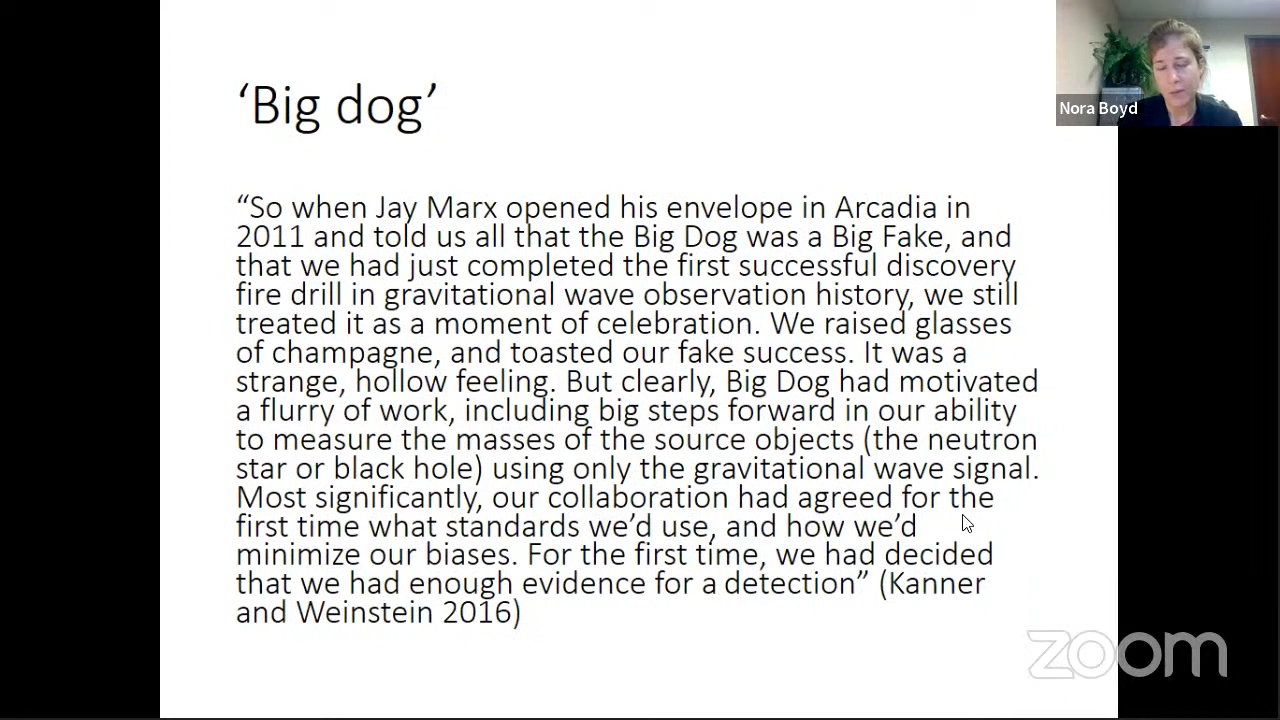 ‘Big dog’
“So when Jay Marx opened his envelope in Arcadia in
2011 and told us all that the Big Dog was a Big Fake, and
that we had just completed the first successful discovery
fire drill in gravitational wave observation history, we still
treated it as a moment of celebration. We raised glasses
of champagne, and toasted our fake success. It was a
strange, hollow feeling. But clearly, Big Dog had motivated
a flurry of work, including big steps forward in our ability
to measure the masses of the source objects (the neutron
star or black hole) using only the gravitational wave signal.
Most significantly, our collaboration had agreed for the
first time what standards we’d use, and how we’d
minimize our biases. For the first time, we had decided
that we had enough evidence for a detection” (Kanner
and Weinstein 2016)
Nora Boyd
zoom